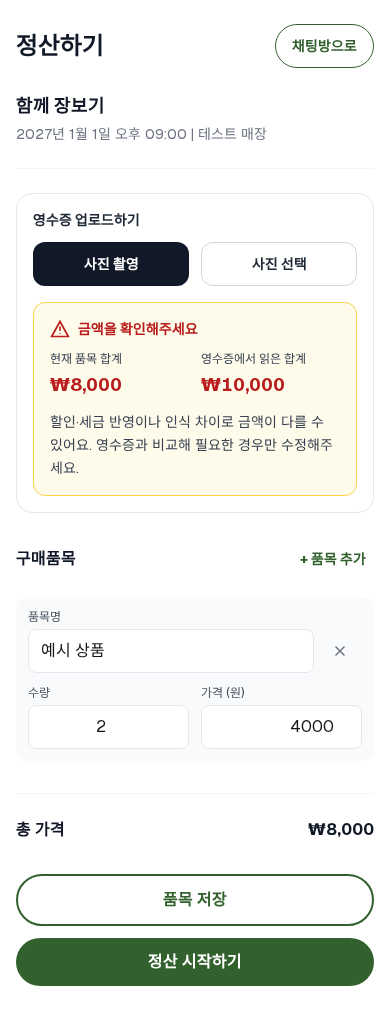 정산하기
채팅방으로
함께 장보기
2027년 1월 1일 오후 09:00 | 테스트 매장
영수증 업로드하기
사진 촬영
사진 선택
금액을 확인해주세요
현재 품목 합계
영수증에서 읽은 합계
₩8,000
₩10,000
할인·세금 반영이나 인식 차이로 금액이 다를 수
있어요. 영수증과 비교해 필요한 경우만 수정해주
세요.
구매품목
+ 품목 추가
품목명
예시 상품
수량
가격 (원)
2
4000
총 가격
₩8,000
품목 저장
정산 시작하기